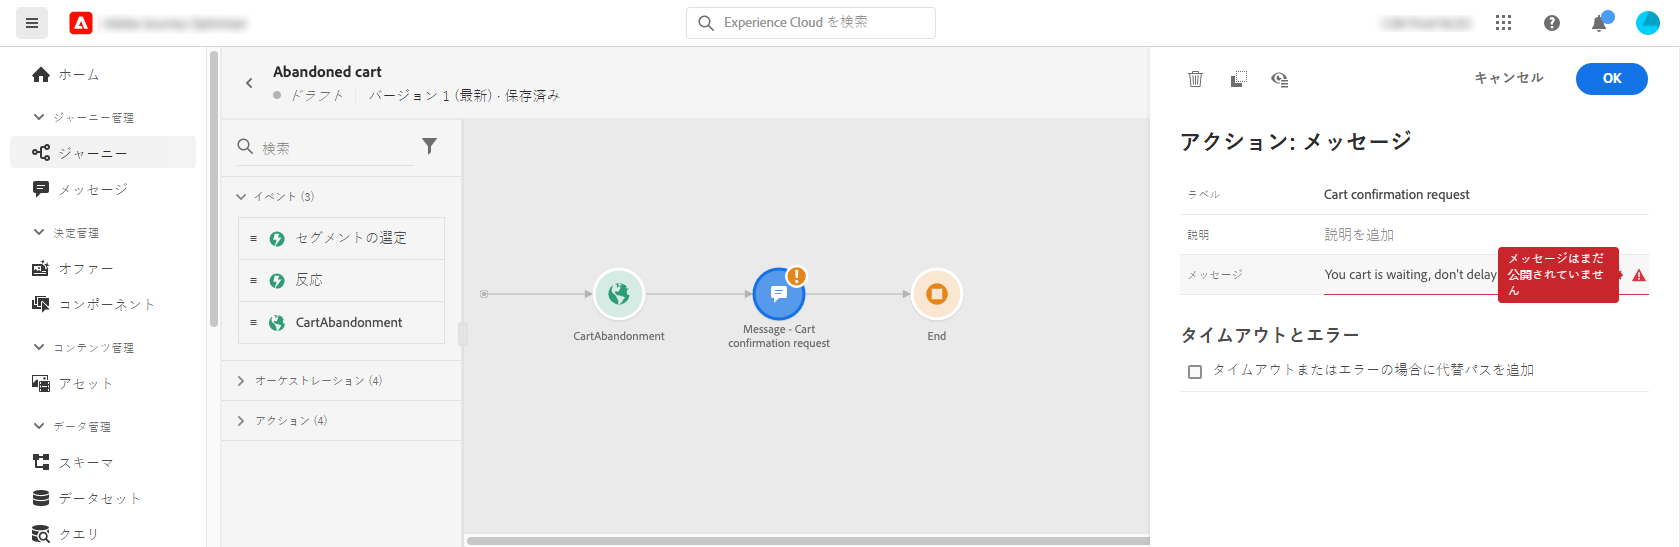 Experience Cloud を検索
ホーム
ジャーニー管理
ジャーニー
メッセージ
決定管理
オファー
コンポーネント
コンテンツ管理
アセット
データ管理
スキーマ
データセット
クエリ
Abandoned cart
ドラフト
バージョン 1 (最新) · 保存済み
検索
イベント (3)
セグメントの選定
反応
CartAbandonment
オーケストレーション (4)
アクション (4)
CartAbandonment
Message - Cart
confirmation request
End
キャンセル
OK
アクション: メッセージ
ラベル
Cart confirmation request
説明
説明を追加
メッセージ
You cart is waiting, don't delay
メッセージはまだ
公開されていませ
ん
タイムアウトとエラー
タイムアウトまたはエラーの場合に代替パスを追加